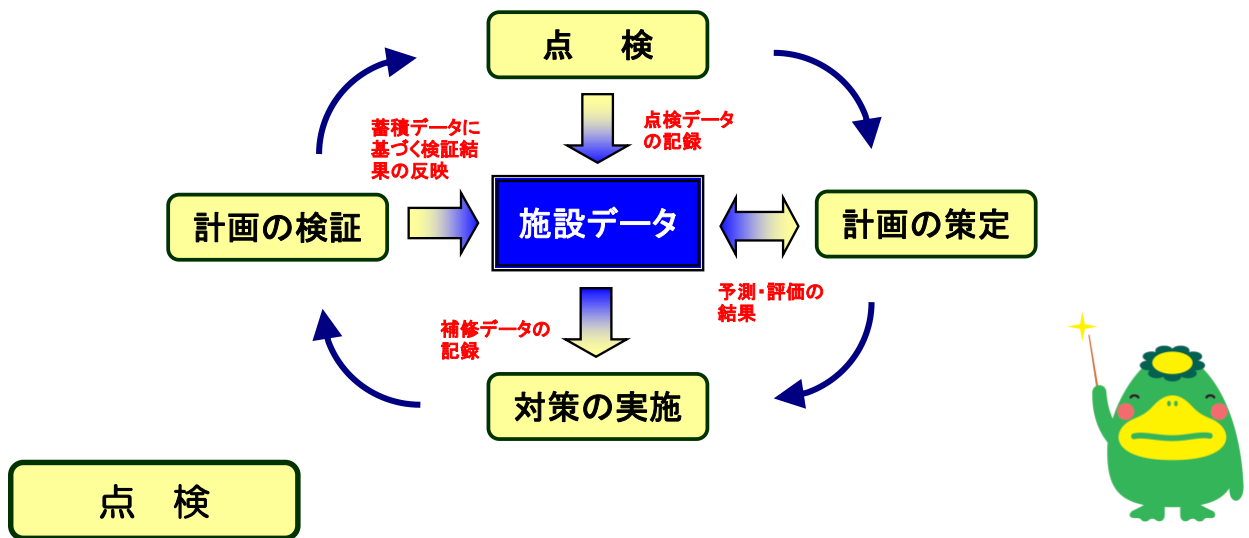 点　検
点検データ
の記録
蓄積データに
基づく検証結
果の反映
計画の検証
施設データ
計画の策定
予測・評価の
結果
補修データの
記録
対策の実施
点　検